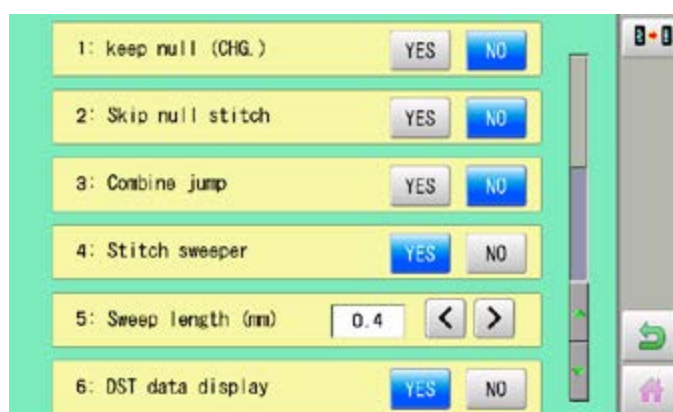 1: keep null (CHG.) YES NO
2: Skip null stitch YES NO
3: Combine jump YES NO
4: Stitch sweeper YES NO
5: Sweep length (mm) 0.4 < >
6: DST data display YES NO